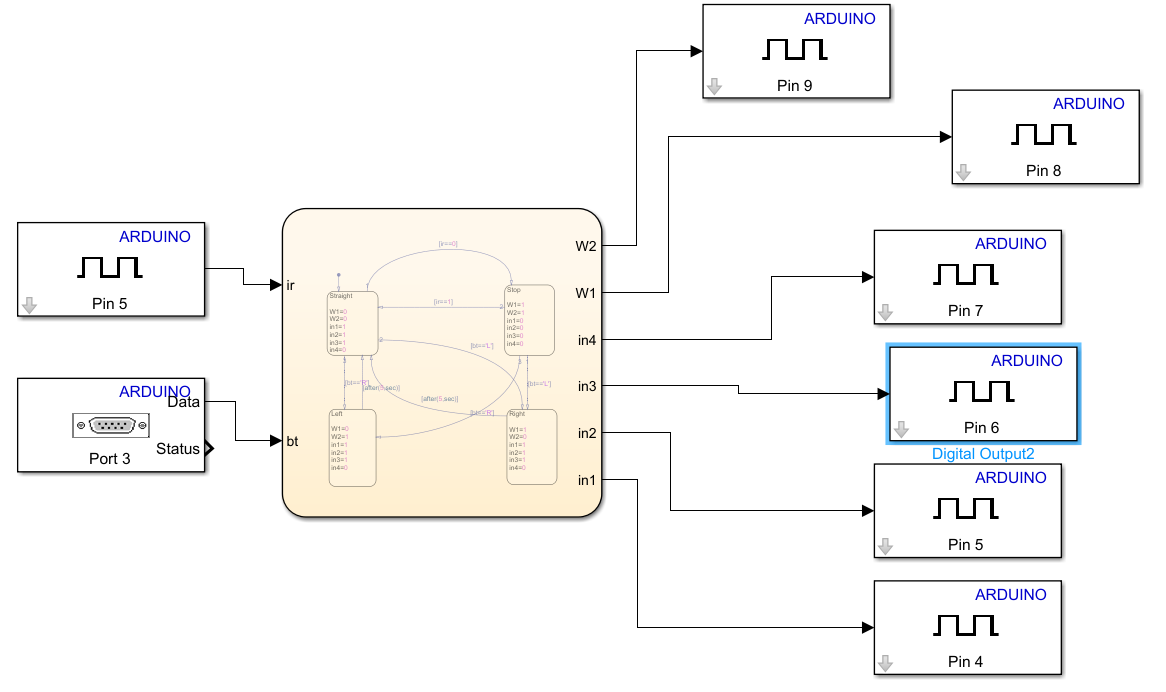 ARDUINO
Pin 9
ARDUINO
Pin 8
ARDUINO
Pin 5
ARDUINO
Data
Status
Port 3
ir
bt
[ir==0]
Straight
W1=0
W2=0
in1=1
in2=1
in3=1
in4=0
Stop
W1=1
W2=1
in1=0
in2=0
in3=0
in4=0
[ir==1]
2
[bt=='L']
[bt=='R']
[after(5,sec)]
[after(5,sec)]
[bt=='L']
[bt=='R']
Left
W1=0
W2=1
in1=1
in2=1
in3=1
in4=0
Right
W1=1
W2=0
in1=1
in2=1
in3=1
in4=0
W2
W1
in4
in3
in2
in1
ARDUINO
Pin 7
ARDUINO
Pin 6
Digital Output2
ARDUINO
Pin 5
ARDUINO
Pin 4